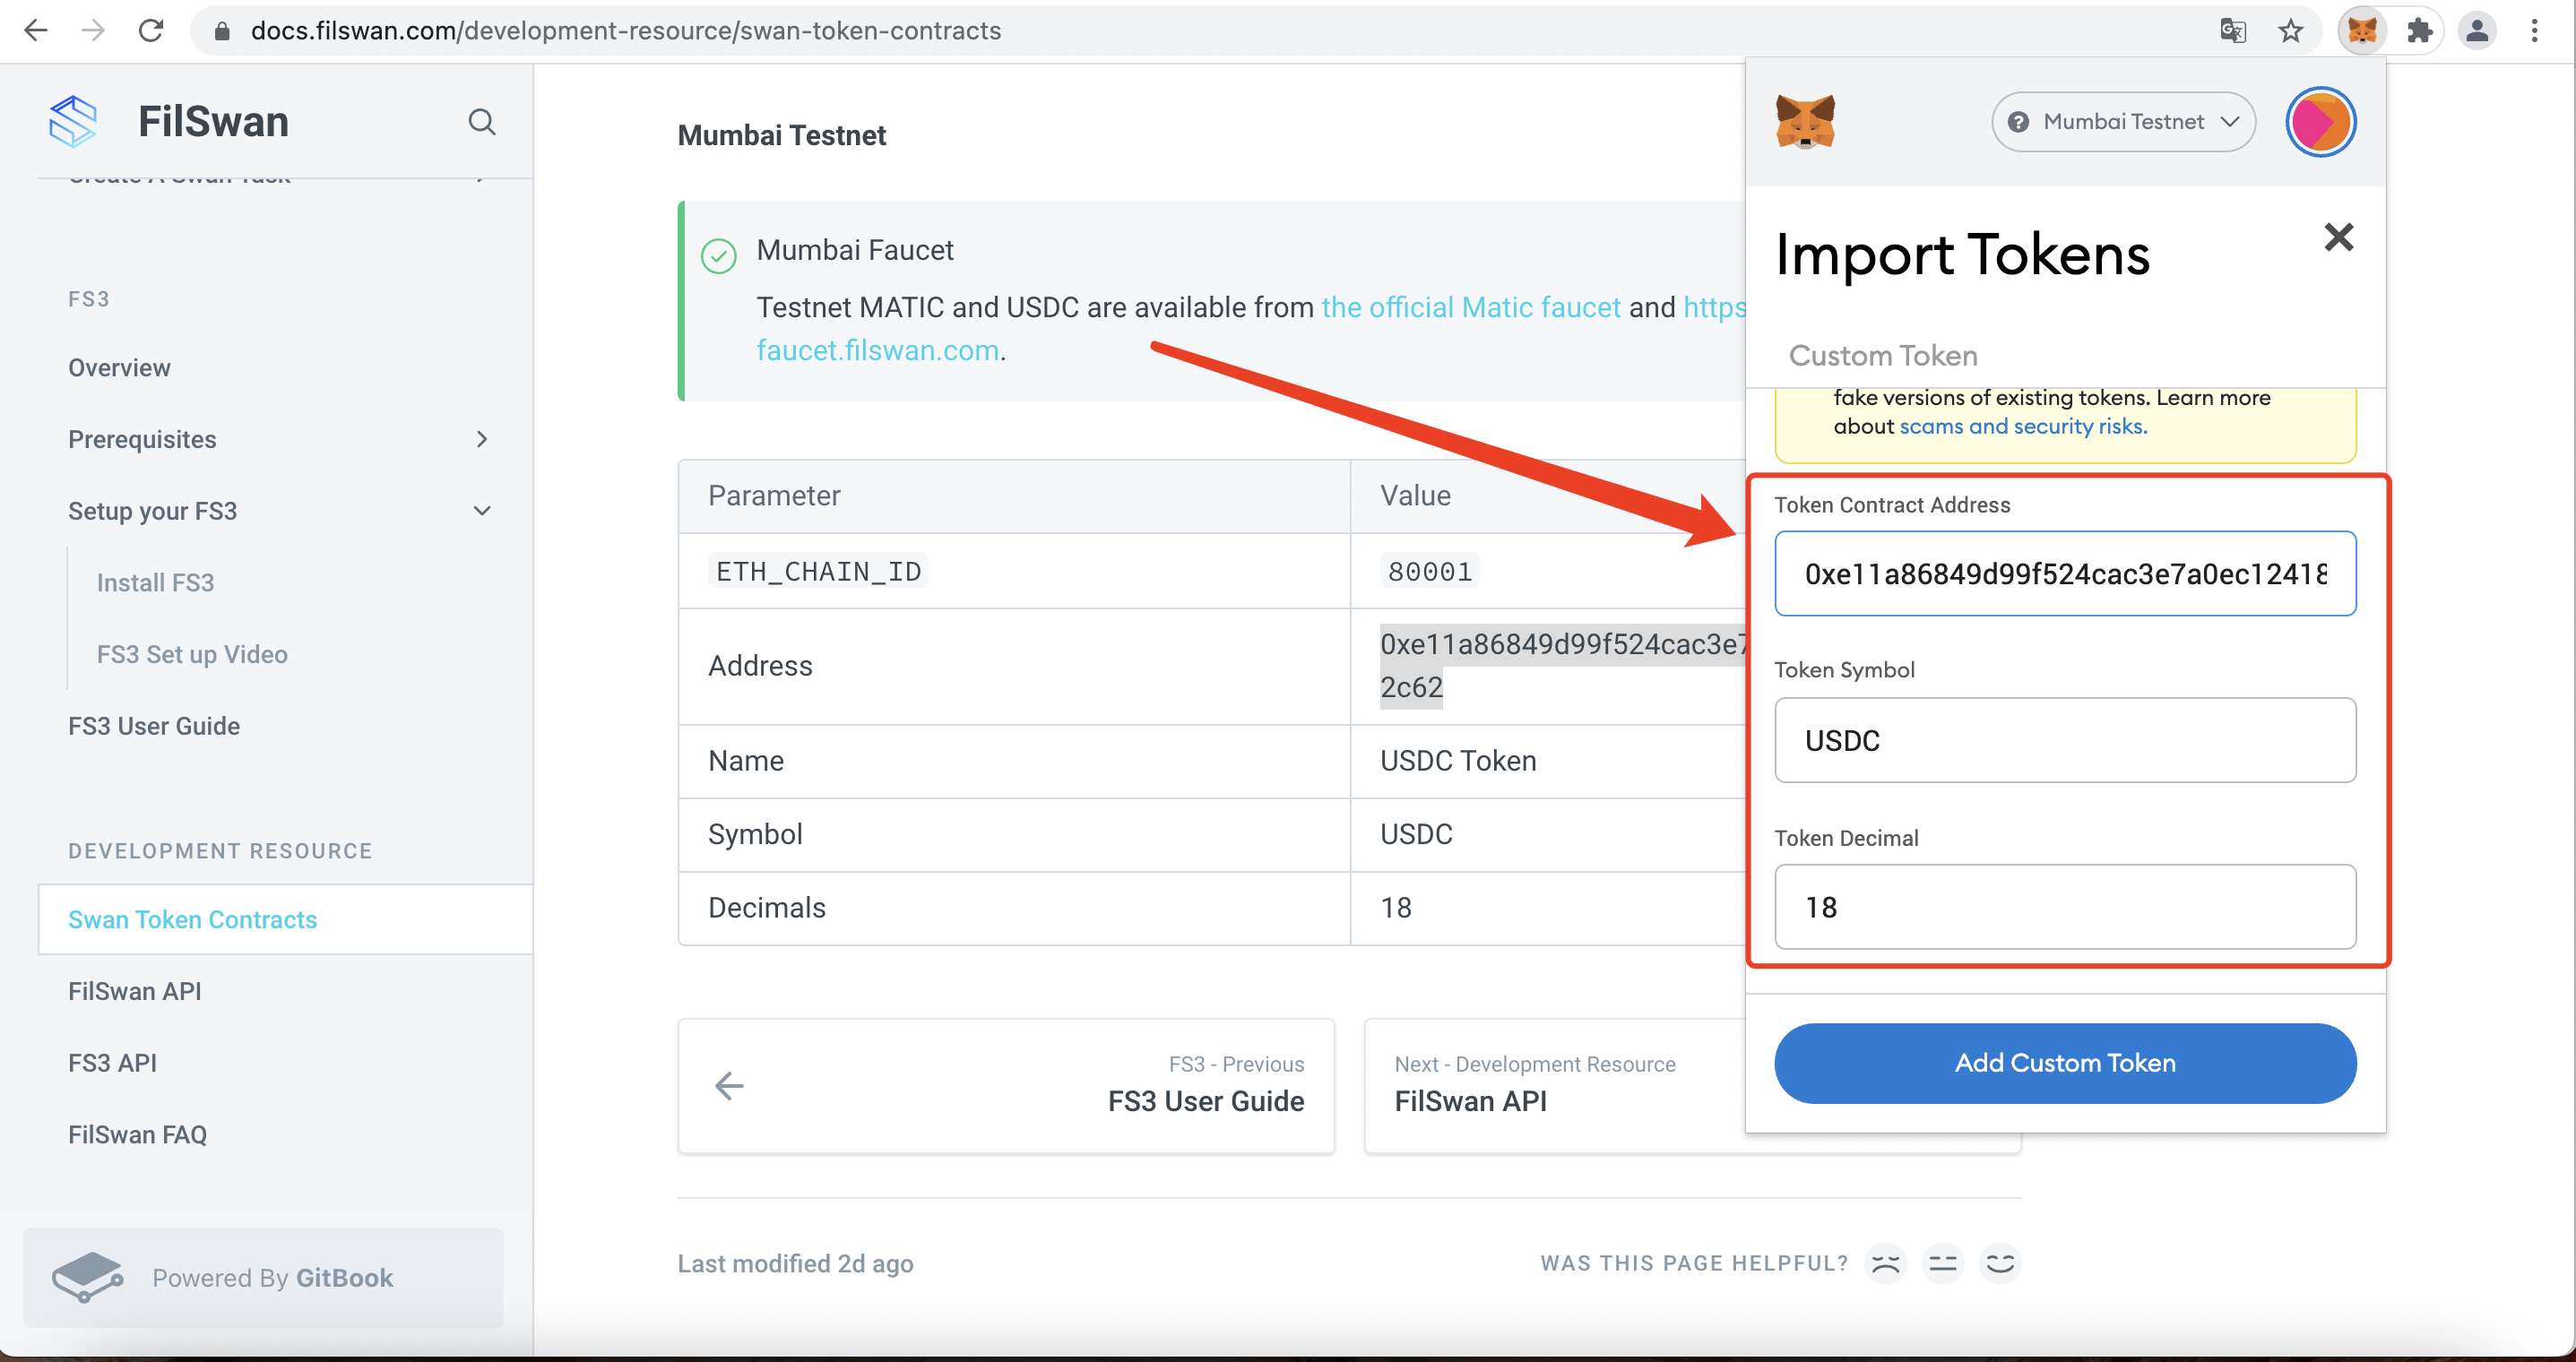 docs.filswan.com/development-resource/swan-token-contracts
FilSwan
FS3
Overview
Prerequisites
Setup your FS3
Install FS3
FS3 Set up Video
FS3 User Guide
DEVELOPMENT RESOURCE
Swan Token Contracts
FilSwan API
FS3 API
FilSwan FAQ
Powered By GitBook
Mumbai Testnet
Mumbai Faucet
Testnet MATIC and USDC are available from the official Matic faucet and https
faucet.filswan.com.
Parameter Value
ETH_CHAIN_ID 80001
Address 0xe11a86849d99f524cac3e7
2c62
Name USDC Token
Symbol USDC
Decimals 18
FS3 - Previous
FS3 User Guide
Next - Development Resource
FilSwan API
Last modified 2d ago
WAS THIS PAGE HELPFUL?
Mumbai Testnet
Import Tokens
Custom Token
fake versions of existing tokens. Learn more
about scams and security risks.
Token Contract Address
0xe11a86849d99f524cac3e7a0ec12418
Token Symbol
USDC
Token Decimal
18
Add Custom Token